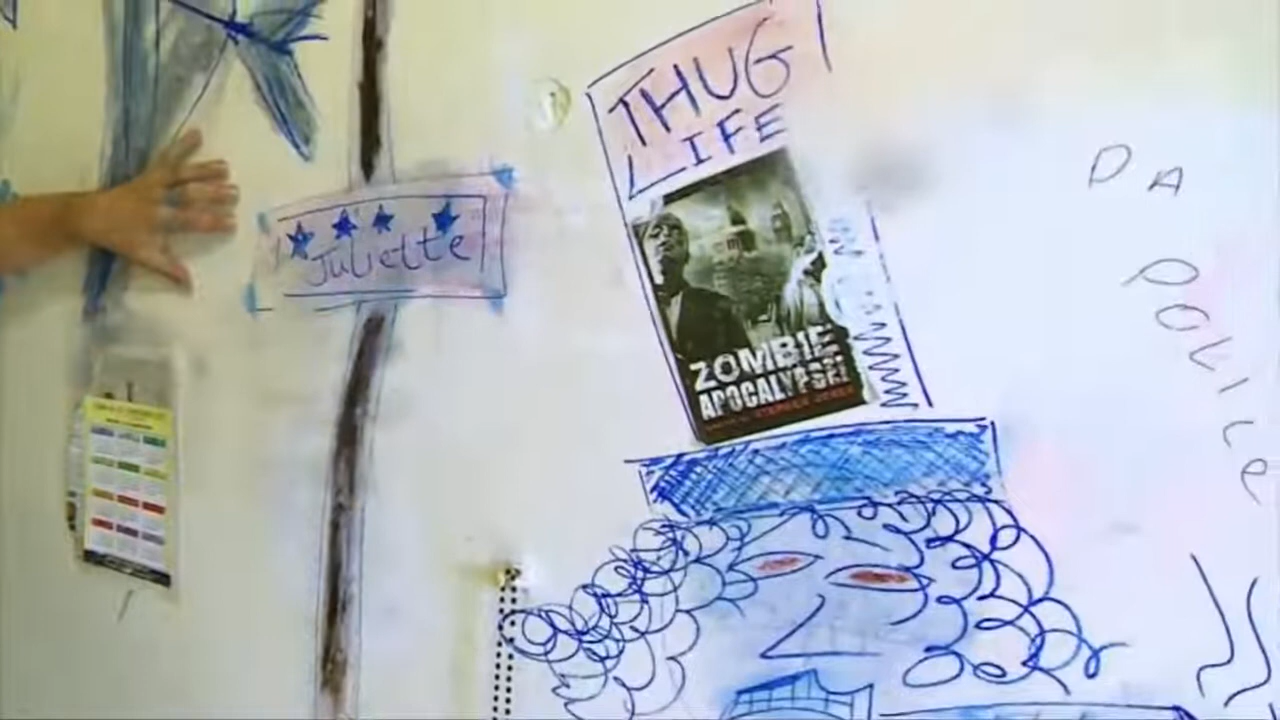 THUG
LIFE
Juliette
ZOMBIE
APOCALYPSE!
DA
POLICE